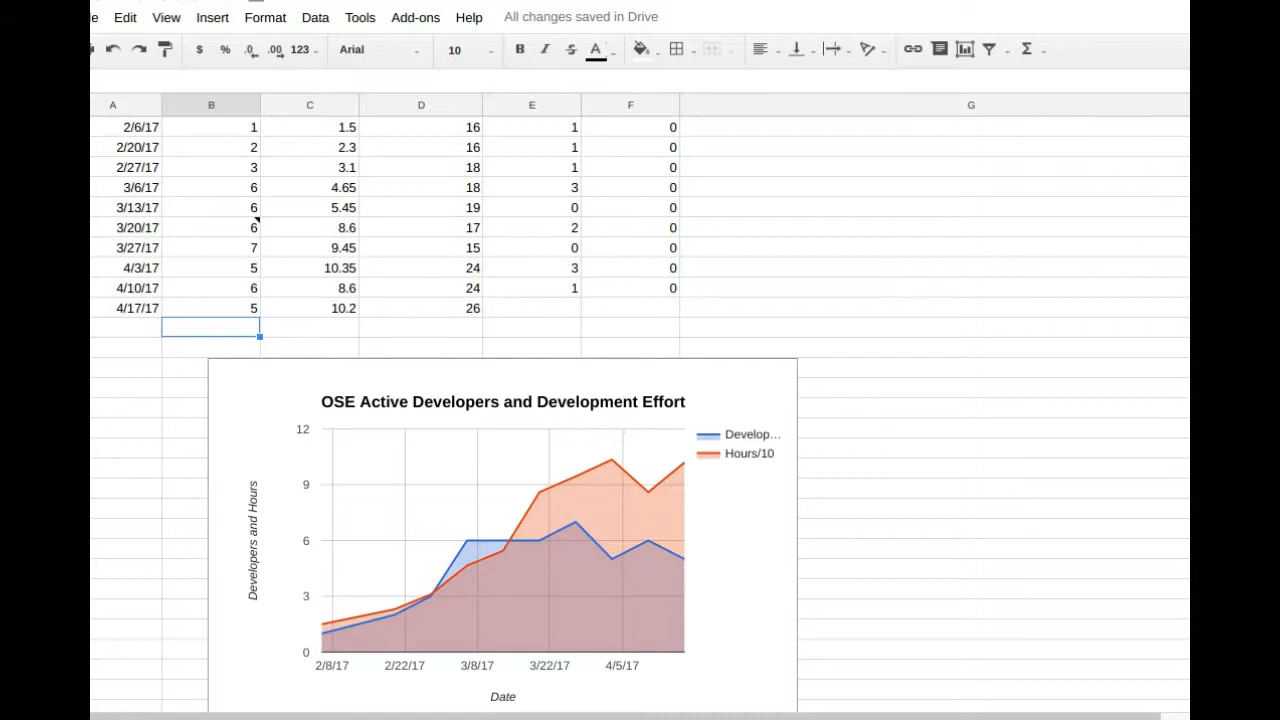 Edit View Insert Format Data Tools Add-ons Help All changes saved in Drive
$ % .0 .00 123 Arial 10 B I S A Σ
A B C D E F G
2/6/17 1 1.5 16 1 0
2/20/17 2 2.3 16 1 0
2/27/17 3 3.1 18 1 0
3/6/17 6 4.65 18 3 0
3/13/17 6 5.45 19 0 0
3/20/17 6 8.6 17 2 0
3/27/17 7 9.45 15 0 0
4/3/17 5 10.35 24 3 0
4/10/17 6 8.6 24 1 0
4/17/17 5 10.2 26
OSE Active Developers and Development Effort
12
9
6
3
0
Developers and Hours
Develop...
Hours/10
2/8/17 2/22/17 3/8/17 3/22/17 4/5/17
Date